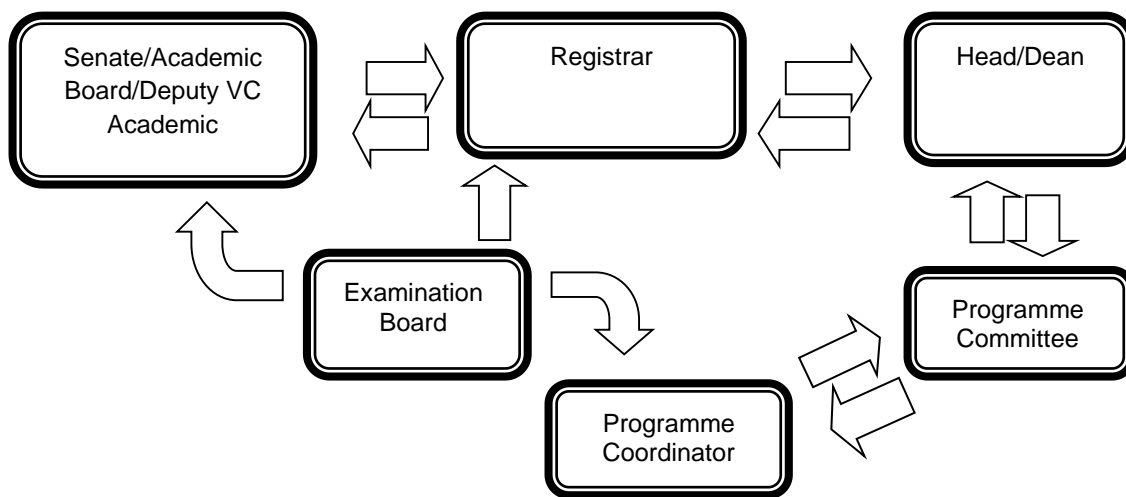 Senate/Academic
Board/Deputy VC
Academic
Registrar
Head/Dean
Examination
Board
Programme
Committee
Programme
Coordinator